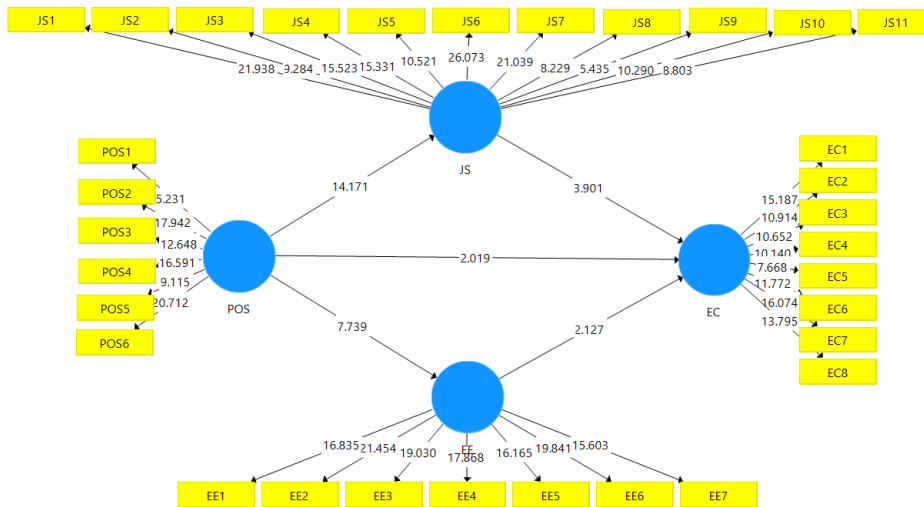 JS1 JS2 JS3 JS4 JS5 JS6 JS7 JS8 JS9 JS10 JS11
21.938 9.284 15.523 15.331 10.521 26.073 21.039 8.229 5.435 10.290 8.803
JS
POS1
POS2
POS3
POS4
POS5
POS6
5.231
17.942
12.648
16.591
9.115
20.712
POS
14.171
3.901
2.019
7.739
2.127
EC
EC1
EC2
EC3
EC4
EC5
EC6
EC7
EC8
15.187
10.914
10.652
10.140
7.668
11.772
16.074
13.795
EE
16.835 21.454 19.030 17.868 16.165 19.841 15.603
EE1 EE2 EE3 EE4 EE5 EE6 EE7